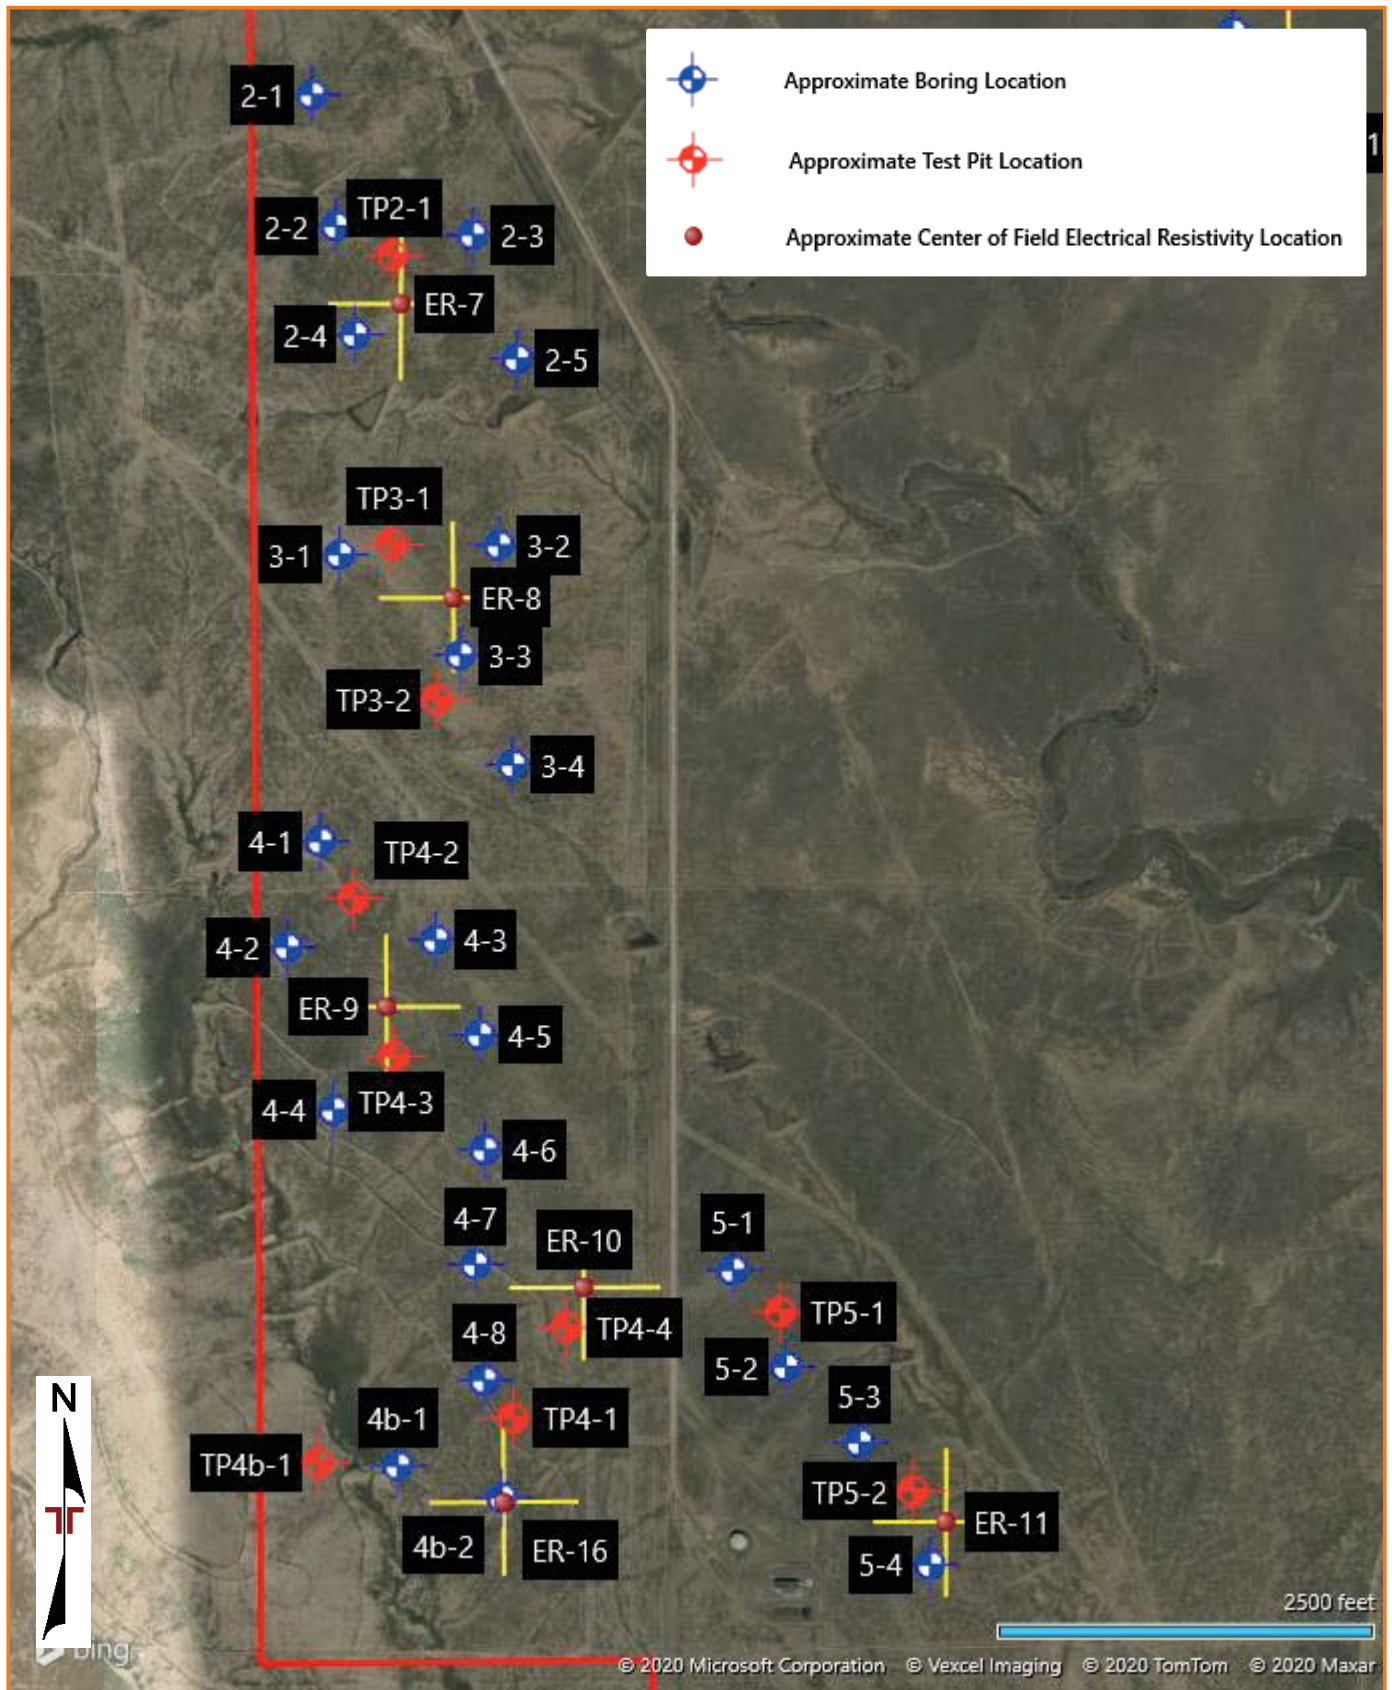 2-1
Approximate Boring Location
Approximate Test Pit Location
Approximate Center of Field Electrical Resistivity Location
1
TP2-1
2-2
2-3
ER-7
2-4
2-5
TP3-1
3-1
3-2
ER-8
3-3
TP3-2
3-4
4-1
TP4-2
4-2
4-3
ER-9
4-5
4-4
TP4-3
4-6
4-7
5-1
ER-10
TP5-1
4-8
TP4-4
5-2
5-3
4b-1
TP4-1
TP4b-1
TP5-2
ER-11
4b-2
ER-16
5-4
N
2500 feet
bing
© 2020 Microsoft Corporation © Vexcel Imaging © 2020 TomTom © 2020 Maxar